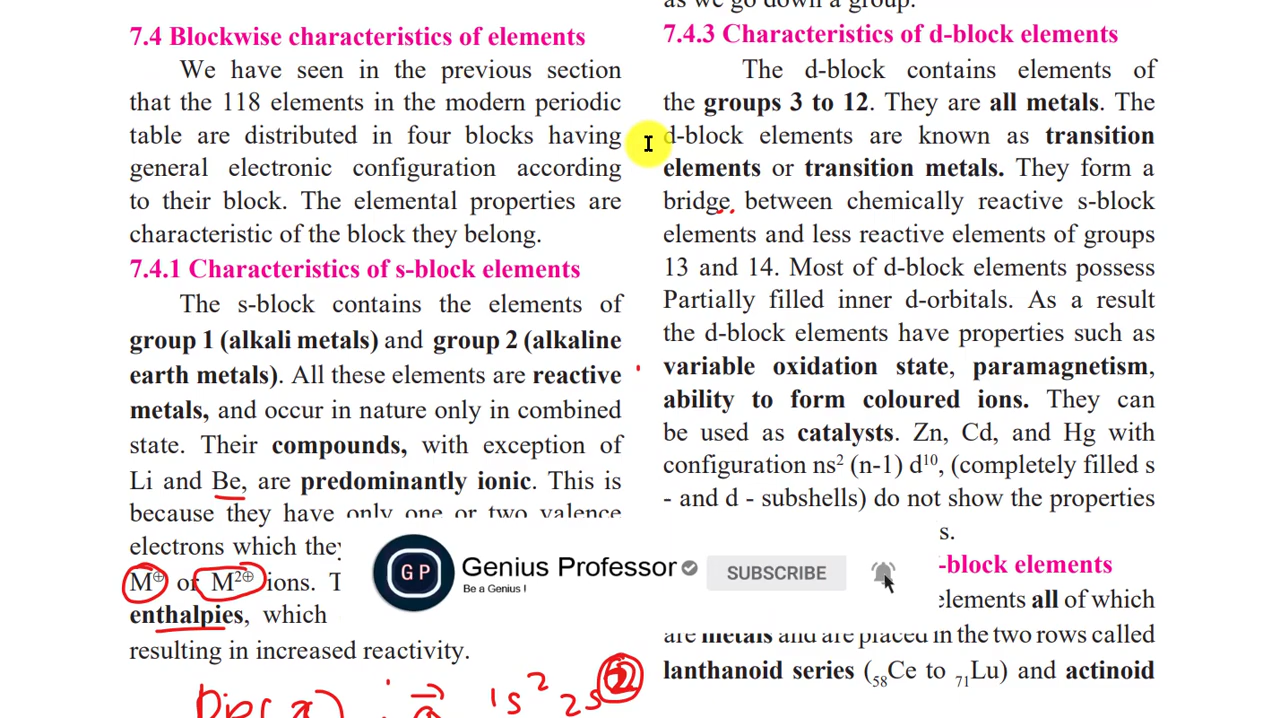 7.4 Blockwise characteristics of elements
We have seen in the previous section
that the 118 elements in the modern periodic
table are distributed in four blocks having
general electronic configuration according
to their block. The elemental properties are
characteristic of the block they belong.
7.4.1 Characteristics of s-block elements
The s-block contains the elements of
group 1 (alkali metals) and group 2 (alkaline
earth metals). All these elements are reactive
metals, and occur in nature only in combined
state. Their compounds, with exception of
Li and Be, are predominantly ionic. This is
because they have only one or two valence
electrons which they
M⊕ or M2⊕ ions. T
enthalpies, which
resulting in increased reactivity.
1s² 2s²
as we go down a group.
7.4.3 Characteristics of d-block elements
The d-block contains elements of
the groups 3 to 12. They are all metals. The
d-block elements are known as transition
elements or transition metals. They form a
bridge between chemically reactive s-block
elements and less reactive elements of groups
13 and 14. Most of d-block elements possess
Partially filled inner d-orbitals. As a result
the d-block elements have properties such as
variable oxidation state, paramagnetism,
ability to form coloured ions. They can
be used as catalysts. Zn, Cd, and Hg with
configuration ns² (n-1) d¹⁰, (completely filled s
- and d - subshells) do not show the properties
s.
-block elements
elements all of which
are metals and are placed in the two rows called
lanthanoid series (₅₈Ce to ₇₁Lu) and actinoid
GP
Genius Professor
Be a Genius !
SUBSCRIBE